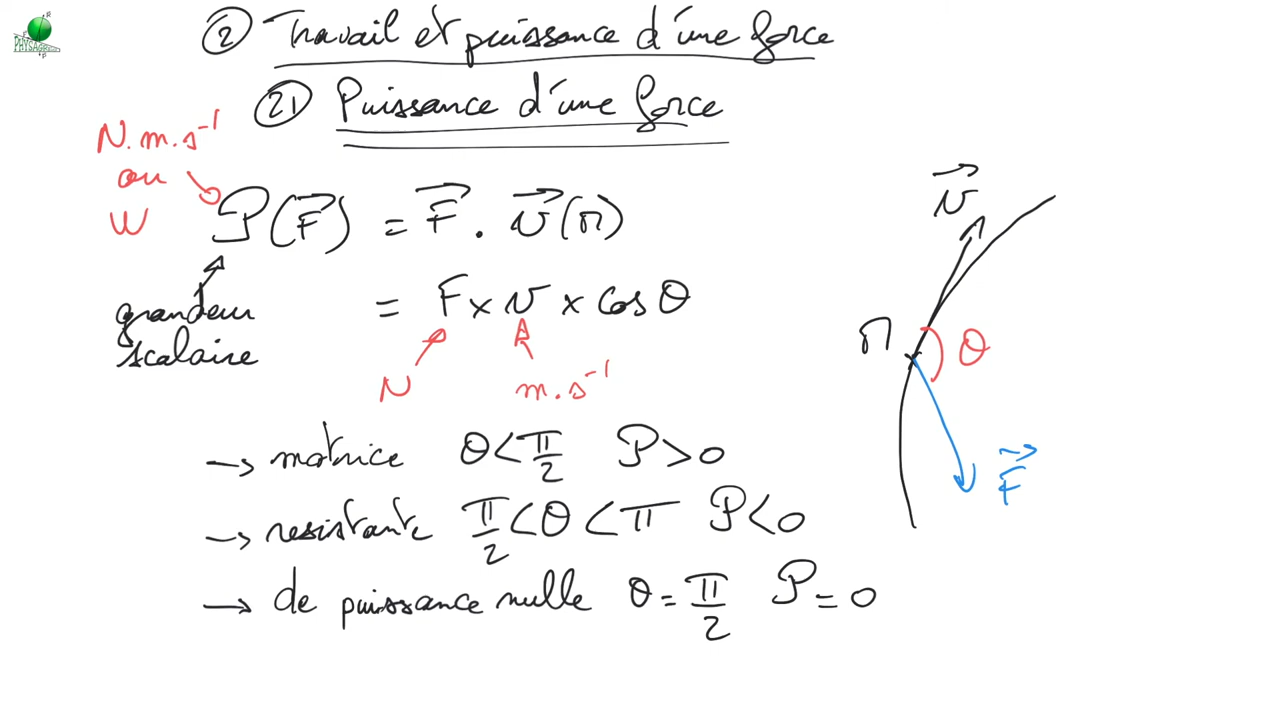 ② Travail et puissance d'une force
㉑ Puissance d'une force
N.m.s⁻¹
ou
W
P(F⃗) = F⃗ . v⃗(M)
grandeur
scalaire
= F × v × cos θ
N
m.s⁻¹
→ motrice θ < π/2 P > 0
→ resistante π/2 < θ < π P < 0
→ de puissance nulle θ = π/2 P = 0
v⃗
M
θ
F⃗